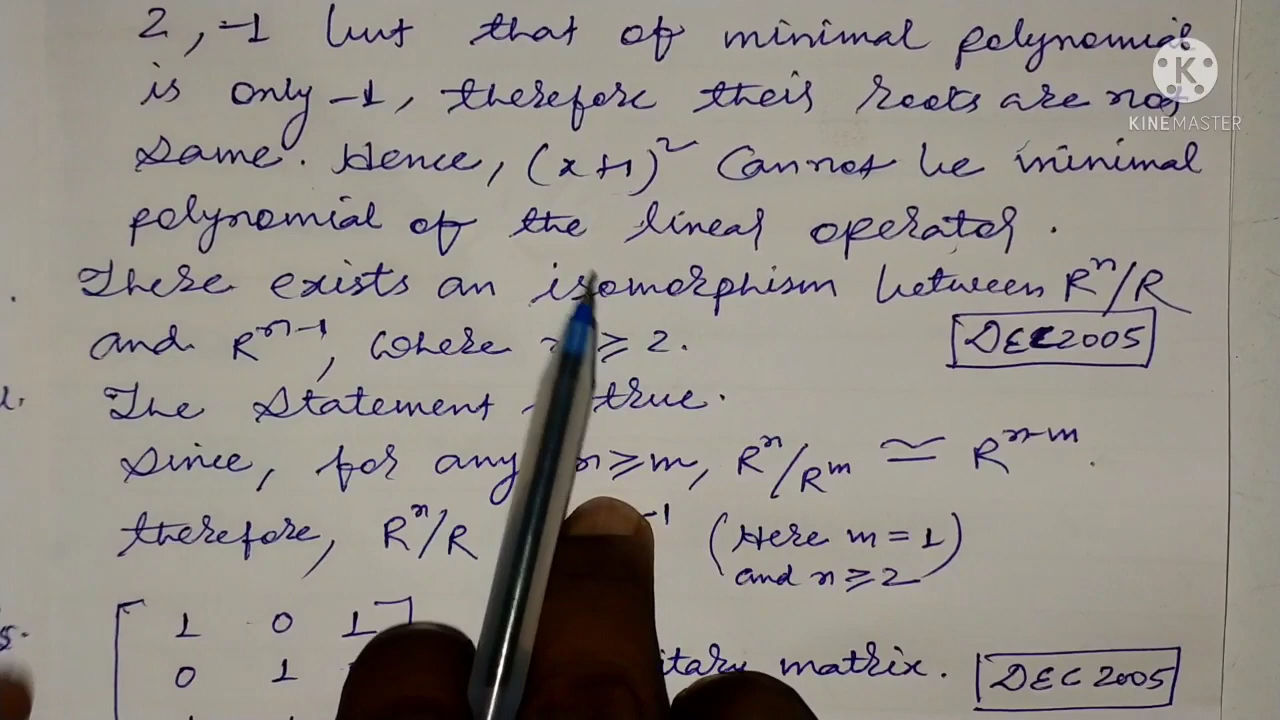 2, -1 but that of minimal polynomial
is only -1, therefore their roots are not
same. Hence, (x+1)² cannot be minimal
polynomial of the linear operator.
There exists an isomorphism between Rⁿ/R
and Rⁿ⁻¹, where n ≥ 2.
DEC 2005
The statement true.
Since, for any n ≥ m, Rⁿ/Rᵐ ≃ Rⁿ⁻ᵐ.
therefore, Rⁿ/R ⁻¹ (Here m = 1
and n ≥ 2)
1 0 1
0 1 matrix.
DEC 2005
K
KINEMASTER